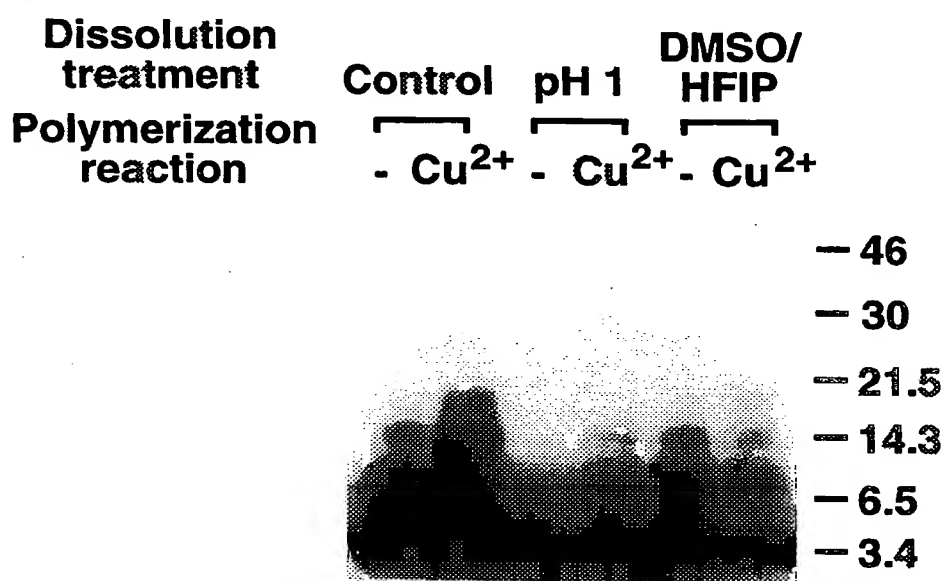 Dissolution
treatment
Control
pH 1
DMSO/
HFIP
Polymerization
reaction
- Cu²⁺ - Cu²⁺ - Cu²⁺
— 46
— 30
— 21.5
— 14.3
— 6.5
— 3.4